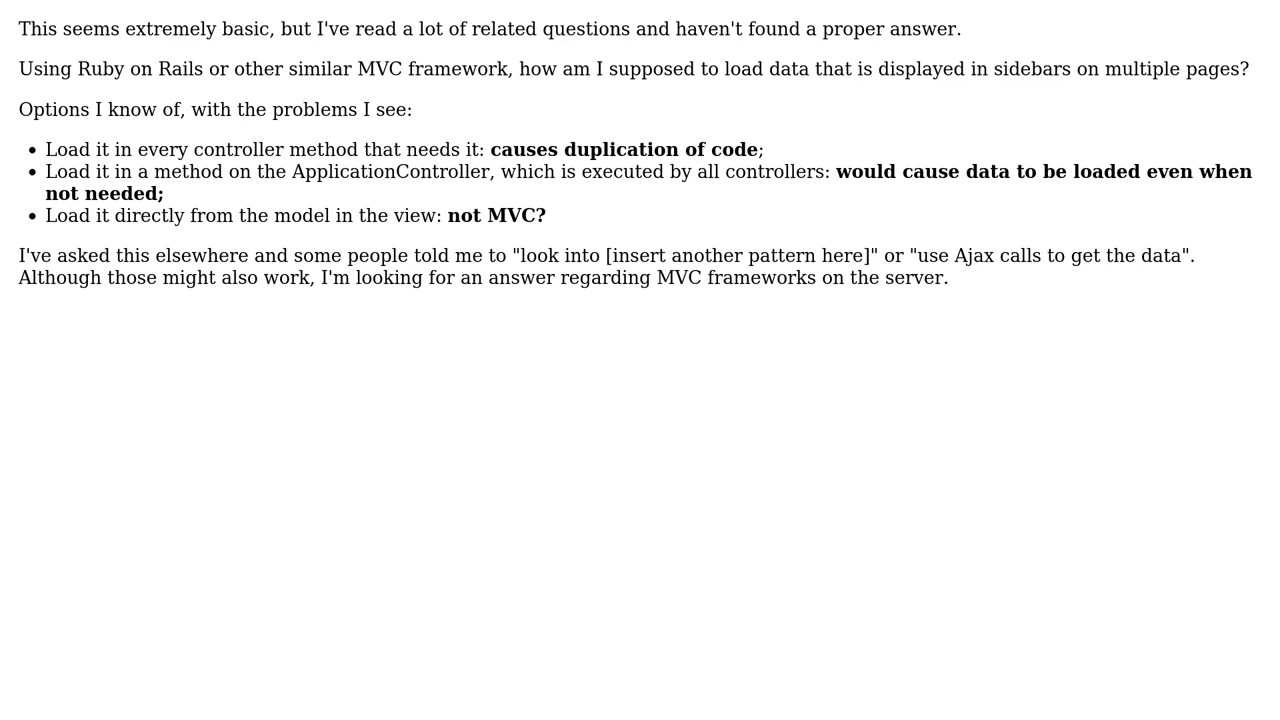 This seems extremely basic, but I've read a lot of related questions and haven't found a proper answer.
Using Ruby on Rails or other similar MVC framework, how am I supposed to load data that is displayed in sidebars on multiple pages?
Options I know of, with the problems I see:
• Load it in every controller method that needs it: causes duplication of code;
• Load it in a method on the ApplicationController, which is executed by all controllers: would cause data to be loaded even when
not needed;
• Load it directly from the model in the view: not MVC?
I've asked this elsewhere and some people told me to "look into [insert another pattern here]" or "use Ajax calls to get the data".
Although those might also work, I'm looking for an answer regarding MVC frameworks on the server.